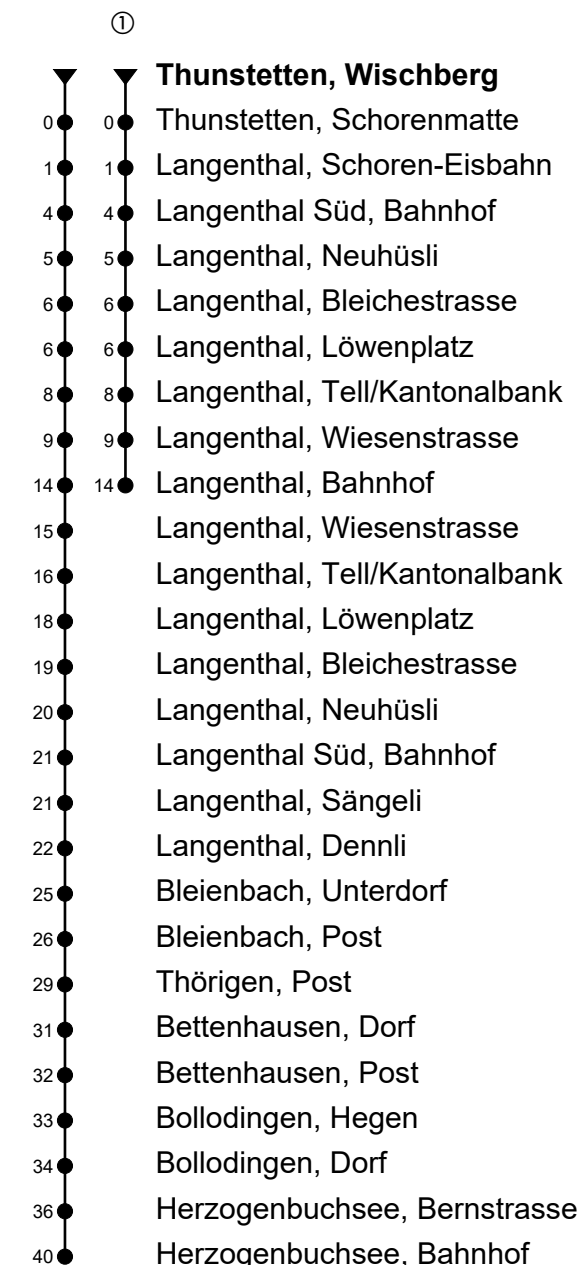 ①
Thunstetten, Wischberg
0 0 Thunstetten, Schorenmatte
1 1 Langenthal, Schoren-Eisbahn
4 4 Langenthal Süd, Bahnhof
5 5 Langenthal, Neuhüsli
6 6 Langenthal, Bleichestrasse
6 6 Langenthal, Löwenplatz
8 8 Langenthal, Tell/Kantonalbank
9 9 Langenthal, Wiesenstrasse
14 14 Langenthal, Bahnhof
15 Langenthal, Wiesenstrasse
16 Langenthal, Tell/Kantonalbank
18 Langenthal, Löwenplatz
19 Langenthal, Bleichestrasse
20 Langenthal, Neuhüsli
21 Langenthal Süd, Bahnhof
21 Langenthal, Sängeli
22 Langenthal, Dennli
25 Bleienbach, Unterdorf
26 Bleienbach, Post
29 Thörigen, Post
31 Bettenhausen, Dorf
32 Bettenhausen, Post
33 Bollodingen, Hegen
34 Bollodingen, Dorf
36 Herzogenbuchsee, Bernstrasse
40 Herzogenbuchsee, Bahnhof